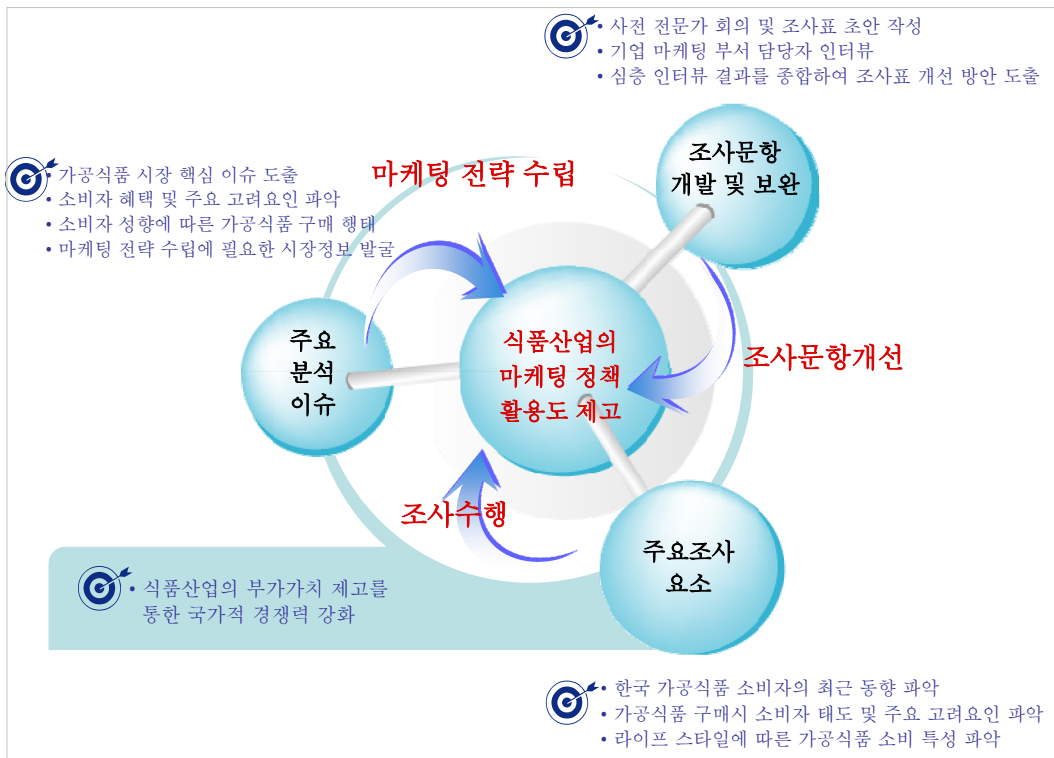 • 사전 전문가 회의 및 조사표 초안 작성
• 기업 마케팅 부서 담당자 인터뷰
• 심층 인터뷰 결과를 종합하여 조사표 개선 방안 도출
• 가공식품 시장 핵심 이슈 도출
• 소비자 혜택 및 주요 고려요인 파악
• 소비자 성향에 따른 가공식품 구매 행태
• 마케팅 전략 수립에 필요한 시장정보 발굴
마케팅 전략 수립
조사문항
개발 및 보완
주요
분석
이슈
식품산업의
마케팅 정책
활용도 제고
조사문항개선
조사수행
주요조사
요소
• 식품산업의 부가가치 제고를
통한 국가적 경쟁력 강화
• 한국 가공식품 소비자의 최근 동향 파악
• 가공식품 구매시 소비자 태도 및 주요 고려요인 파악
• 라이프 스타일에 따른 가공식품 소비 특성 파악